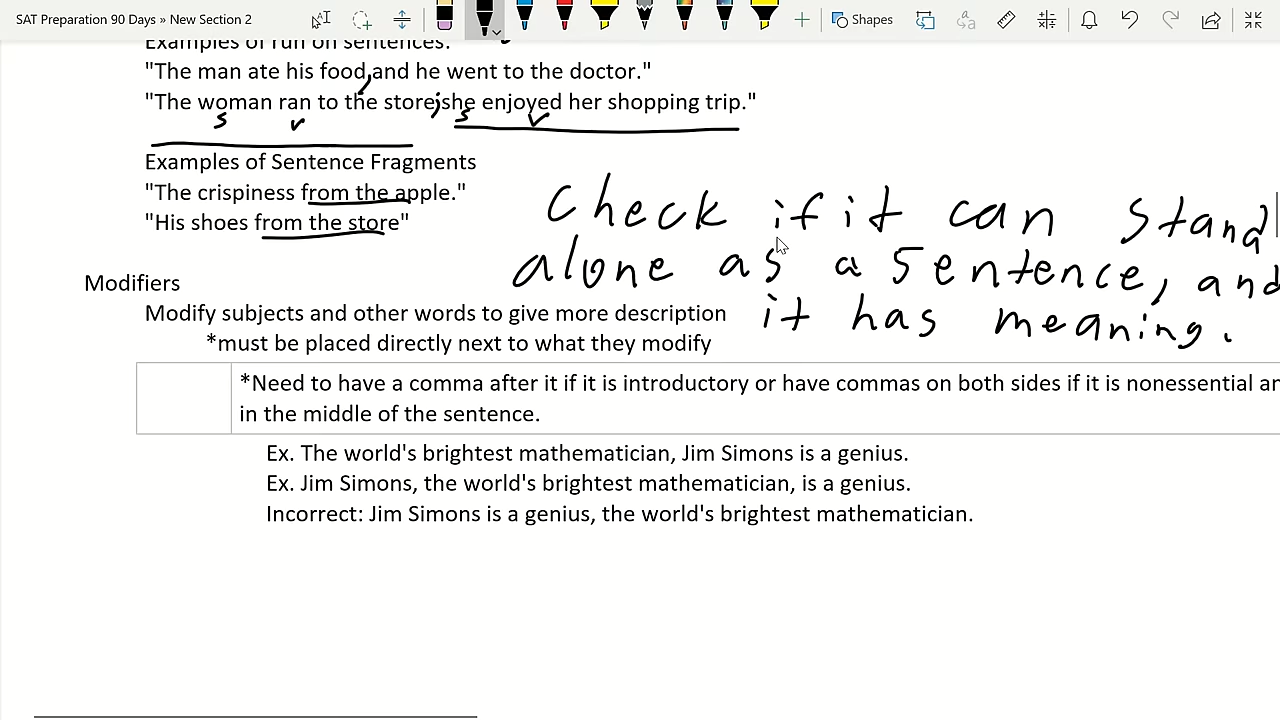 SAT Preparation 90 Days » New Section 2
Shapes
Examples of run on sentences:
"The man ate his food,and he went to the doctor."
"The woman ran to the store;she enjoyed her shopping trip."
s v s v
Examples of Sentence Fragments
"The crispiness from the apple."
"His shoes from the store"
Check if it can stand
alone as a sentence, and
it has meaning.
Modifiers
Modify subjects and other words to give more description
*must be placed directly next to what they modify
*Need to have a comma after it if it is introductory or have commas on both sides if it is nonessential an
in the middle of the sentence.
Ex. The world's brightest mathematician, Jim Simons is a genius.
Ex. Jim Simons, the world's brightest mathematician, is a genius.
Incorrect: Jim Simons is a genius, the world's brightest mathematician.